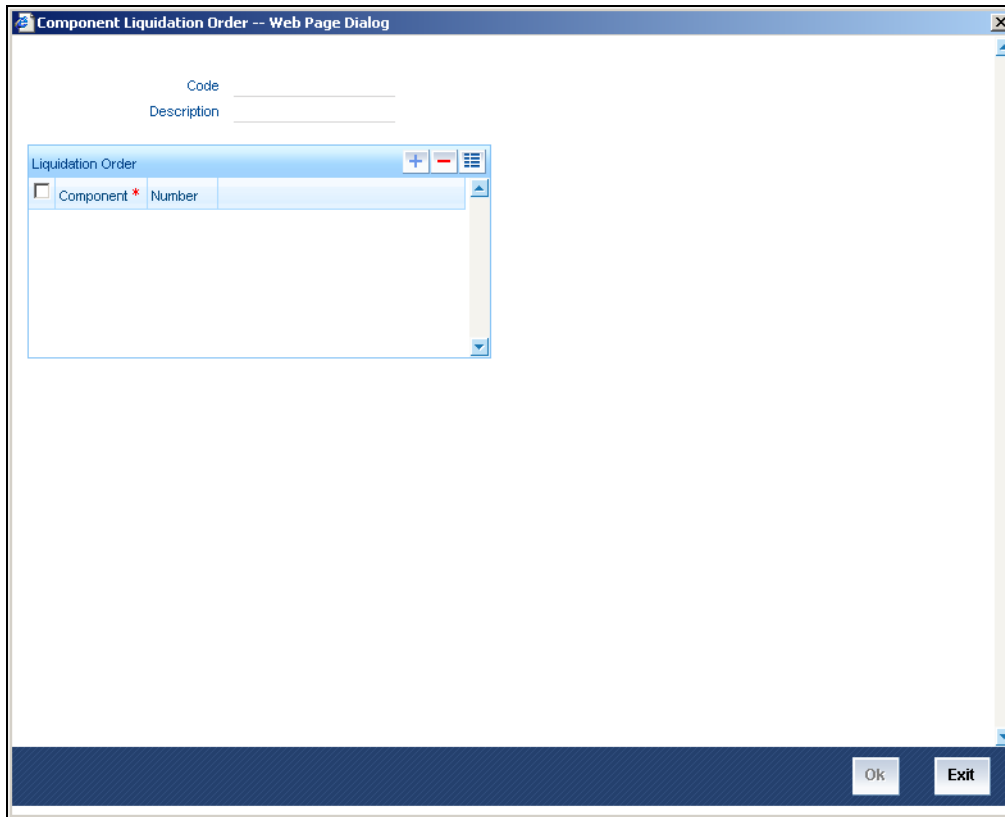 Component Liquidation Order -- Web Page Dialog
Code
Description
Liquidation Order
Component * Number
Ok Exit